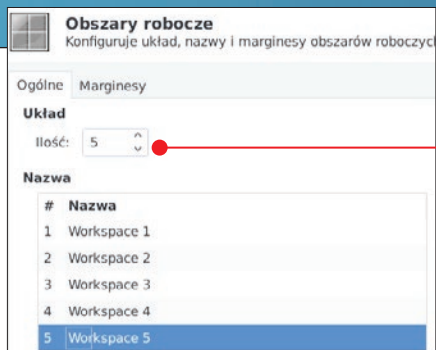 Obszary robocze
Konfiguruje układ, nazwy i marginesy obszarów roboczych
Ogólne Marginesy
Układ
Ilość: 5
Nazwa
# Nazwa
1 Workspace 1
2 Workspace 2
3 Workspace 3
4 Workspace 4
5 Workspace 5